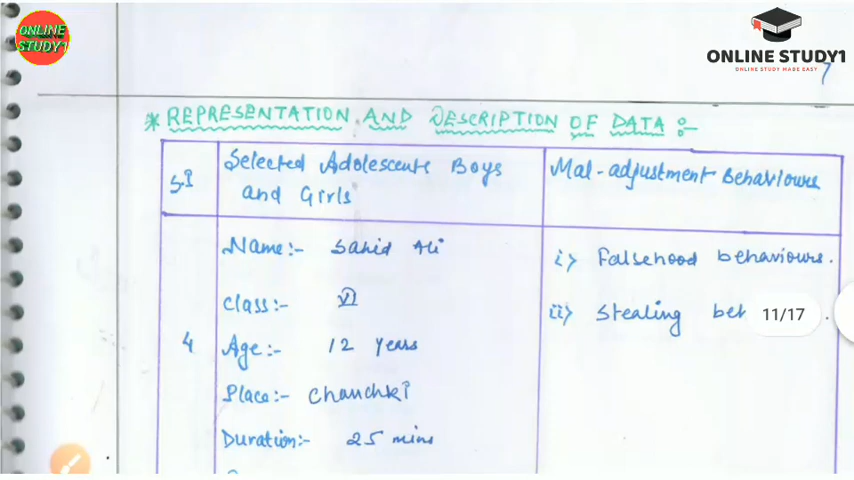 ONLINE
STUDY1
ONLINE STUDY1
ONLINE STUDY MADE EASY
7
* REPRESENTATION AND DESCRIPTION OF DATA :-
Sl
Selected Adolescents Boys
and Girls
Mal-adjustment Behaviours
4
Name:- Sahid Ali
Class:- VI
Age:- 12 years
Place:- Chanchki
Duration:- 25 mins
i> Falsehood behaviours.
ii> Stealing
11/17